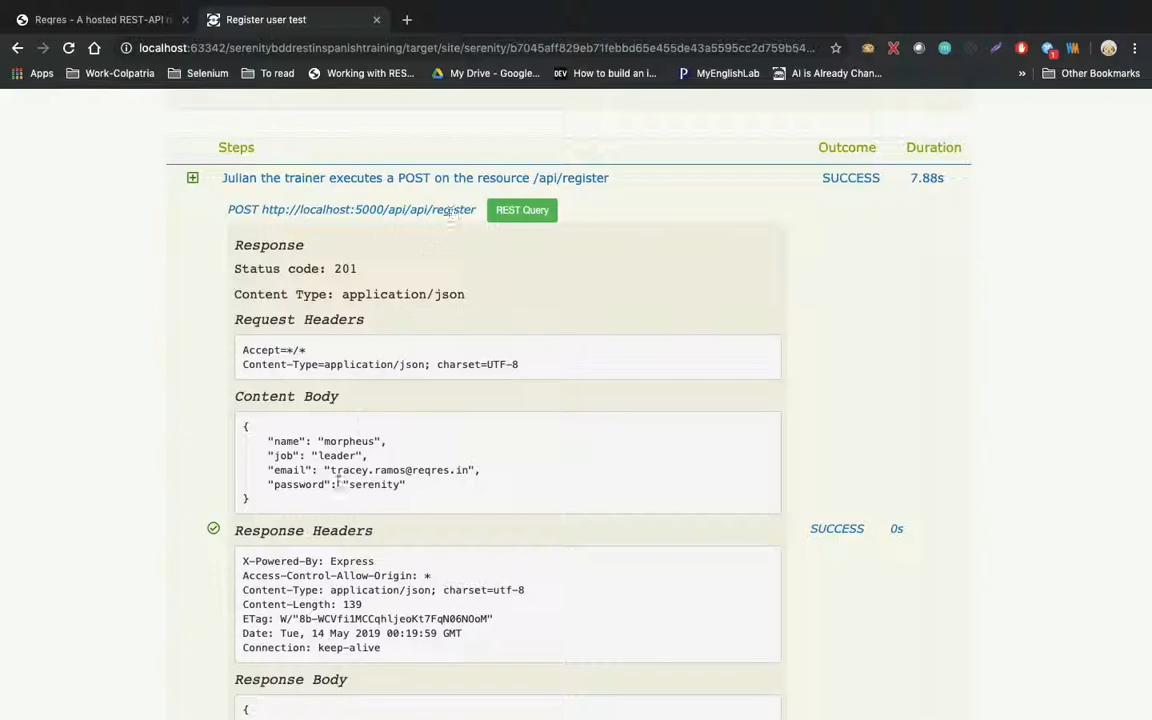 Reqres - A hosted REST-API r
Register user test
localhost:63342/serenitybddrestinspanishtraining/target/site/serenity/b7045aff829eb71febbd65e455de43a5595cc2d759b54...
Apps Work-Colpatria Selenium To read Working with RES... My Drive - Google... DEV How to build an i... P MyEnglishLab AI is Already Chan... » Other Bookmarks
Steps Outcome Duration
Julian the trainer executes a POST on the resource /api/register SUCCESS 7.88s
POST http://localhost:5000/api/api/register REST Query
Response
Status code: 201
Content Type: application/json
Request Headers
Accept=*/*
Content-Type=application/json; charset=UTF-8
Content Body
{
"name": "morpheus",
"job": "leader",
"email": "tracey.ramos@reqres.in",
"password": "serenity"
}
Response Headers SUCCESS 0s
X-Powered-By: Express
Access-Control-Allow-Origin: *
Content-Type: application/json; charset=utf-8
Content-Length: 139
ETag: W/"8b-WCVfi1MCCqhljeoKt7FqN06NOoM"
Date: Tue, 14 May 2019 00:19:59 GMT
Connection: keep-alive
Response Body
{